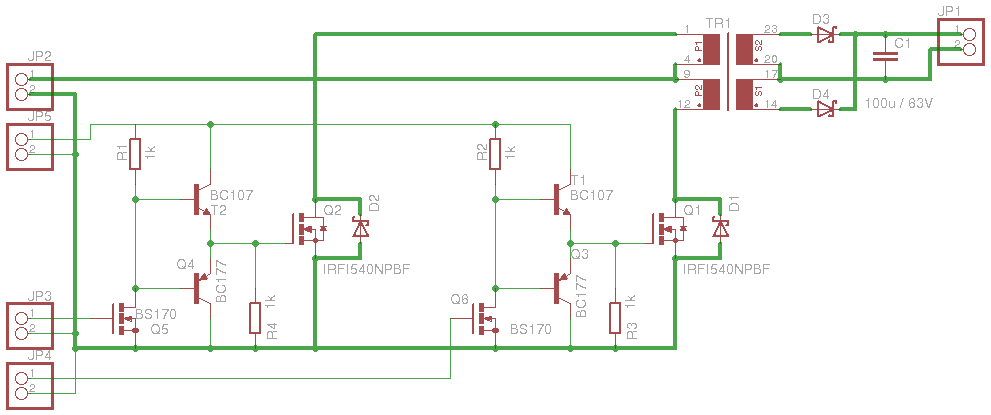 JP1
TR1
D3
1
23
1
2
P1
S2
C1
JP2
4
20
1
9
17
2
P2
S1
D4
100u / 63V
12
14
JP5
1
2
R1
1k
R2
1k
T1
BC107
BC107
T2
D2
D1
Q2
Q1
Q4
BC177
IRFI540NPBF
Q3
BC177
IRFI540NPBF
JP3
1
2
BS170
Q5
1k
R4
Q6
BS170
1k
R3
JP4
1
2